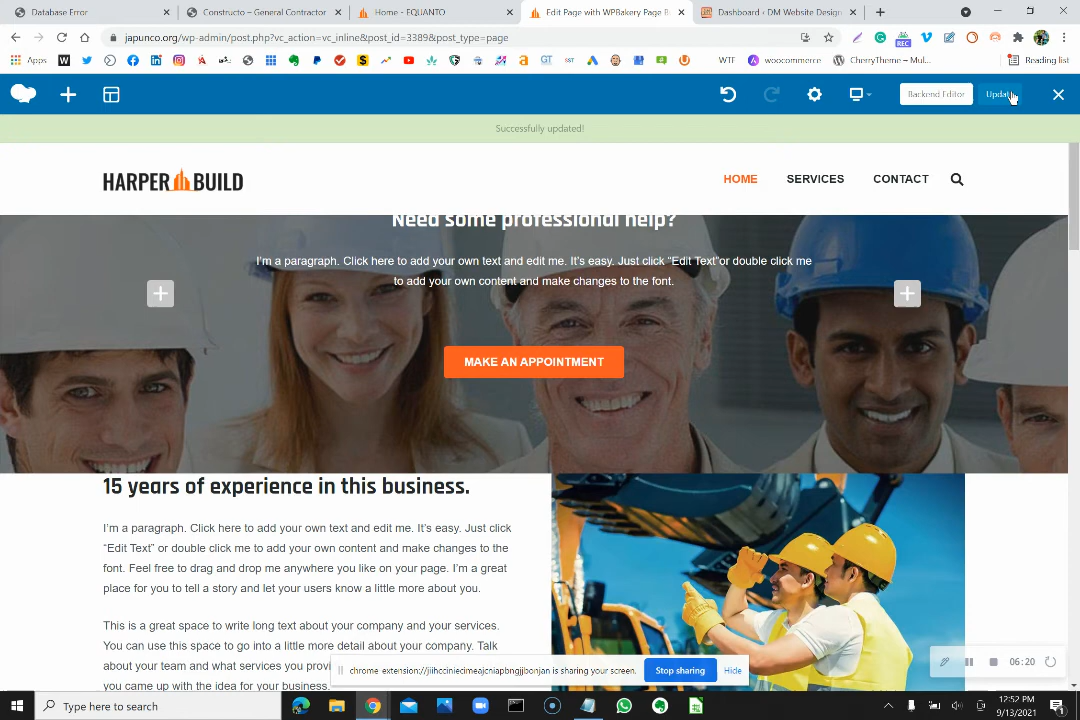 Database Error
Constructo – General Contractor
Home - EQUANTO
Edit Page with WPBakery Page B
Dashboard ‹ DM Website Design
japunco.org/wp-admin/post.php?vc_action=vc_inline&post_id=3389&post_type=page
REC
Apps
WTF
woocommerce
CherryTheme – Mul...
Reading list
Backend Editor
Update
Successfully updated!
HARPER BUILD
HOME
SERVICES
CONTACT
Need some professional help?
I'm a paragraph. Click here to add your own text and edit me. It's easy. Just click "Edit Text"or double click me
to add your own content and make changes to the font.
MAKE AN APPOINTMENT
15 years of experience in this business.
I'm a paragraph. Click here to add your own text and edit me. It's easy. Just click
"Edit Text" or double click me to add your own content and make changes to the
font. Feel free to drag and drop me anywhere you like on your page. I'm a great
place for you to tell a story and let your users know a little more about you.
This is a great space to write long text about your company and your services.
You can use this space to go into a little more detail about your company. Talk
about your team and what services you provi
you came up with the idea for your business.
is sharing your screen.
Stop sharing
Hide
06:20
Type here to search
12:52 PM
9/13/2021